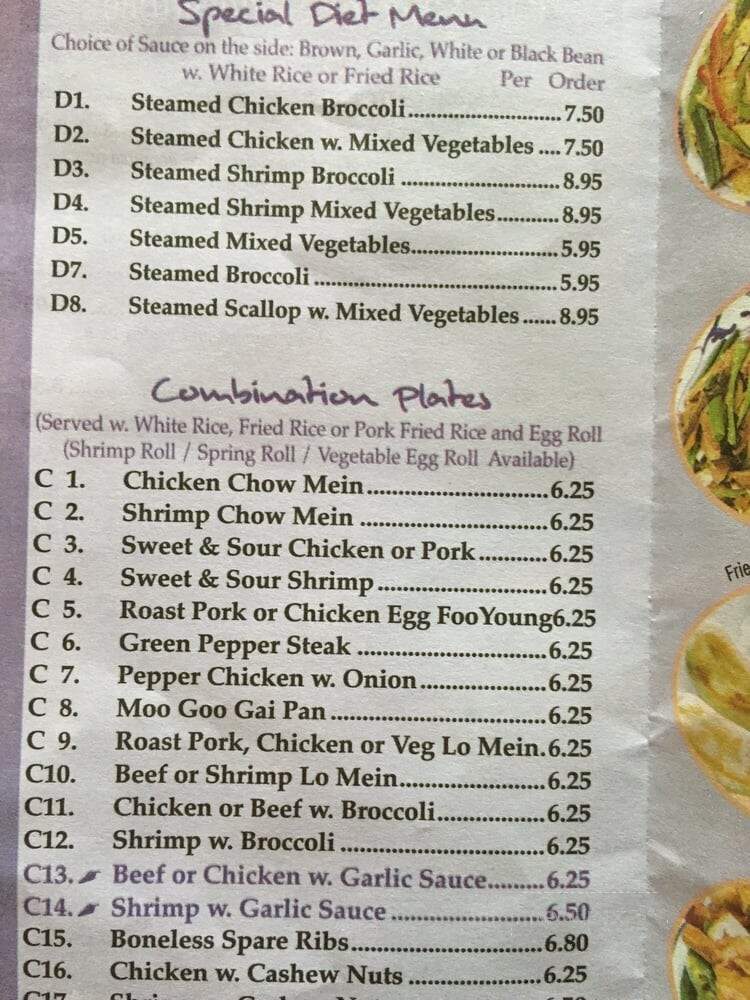 Special Diet Menu
Choice of Sauce on the side: Brown, Garlic, White or Black Bean
w. White Rice or Fried Rice Per Order
D1. Steamed Chicken Broccoli..............................7.50
D2. Steamed Chicken w. Mixed Vegetables ....7.50
D3. Steamed Shrimp Broccoli ..............................8.95
D4. Steamed Shrimp Mixed Vegetables............8.95
D5. Steamed Mixed Vegetables............................5.95
D7. Steamed Broccoli ..............................................5.95
D8. Steamed Scallop w. Mixed Vegetables ......8.95
Combination Plates
(Served w. White Rice, Fried Rice or Pork Fried Rice and Egg Roll
(Shrimp Roll / Spring Roll / Vegetable Egg Roll Available)
C 1. Chicken Chow Mein...................................6.25
C 2. Shrimp Chow Mein ....................................6.25
C 3. Sweet & Sour Chicken or Pork.............6.25
C 4. Sweet & Sour Shrimp.................................6.25
C 5. Roast Pork or Chicken Egg FooYoung6.25
C 6. Green Pepper Steak ....................................6.25
C 7. Pepper Chicken w. Onion.........................6.25
C 8. Moo Goo Gai Pan.........................................6.25
C 9. Roast Pork, Chicken or Veg Lo Mein.6.25
C10. Beef or Shrimp Lo Mein............................6.25
C11. Chicken or Beef w. Broccoli.....................6.25
C12. Shrimp w. Broccoli .......................................6.25
C13. Beef or Chicken w. Garlic Sauce...........6.25
C14. Shrimp w. Garlic Sauce .............................6.50
C15. Boneless Spare Ribs.....................................6.80
C16. Chicken w. Cashew Nuts ..........................6.25